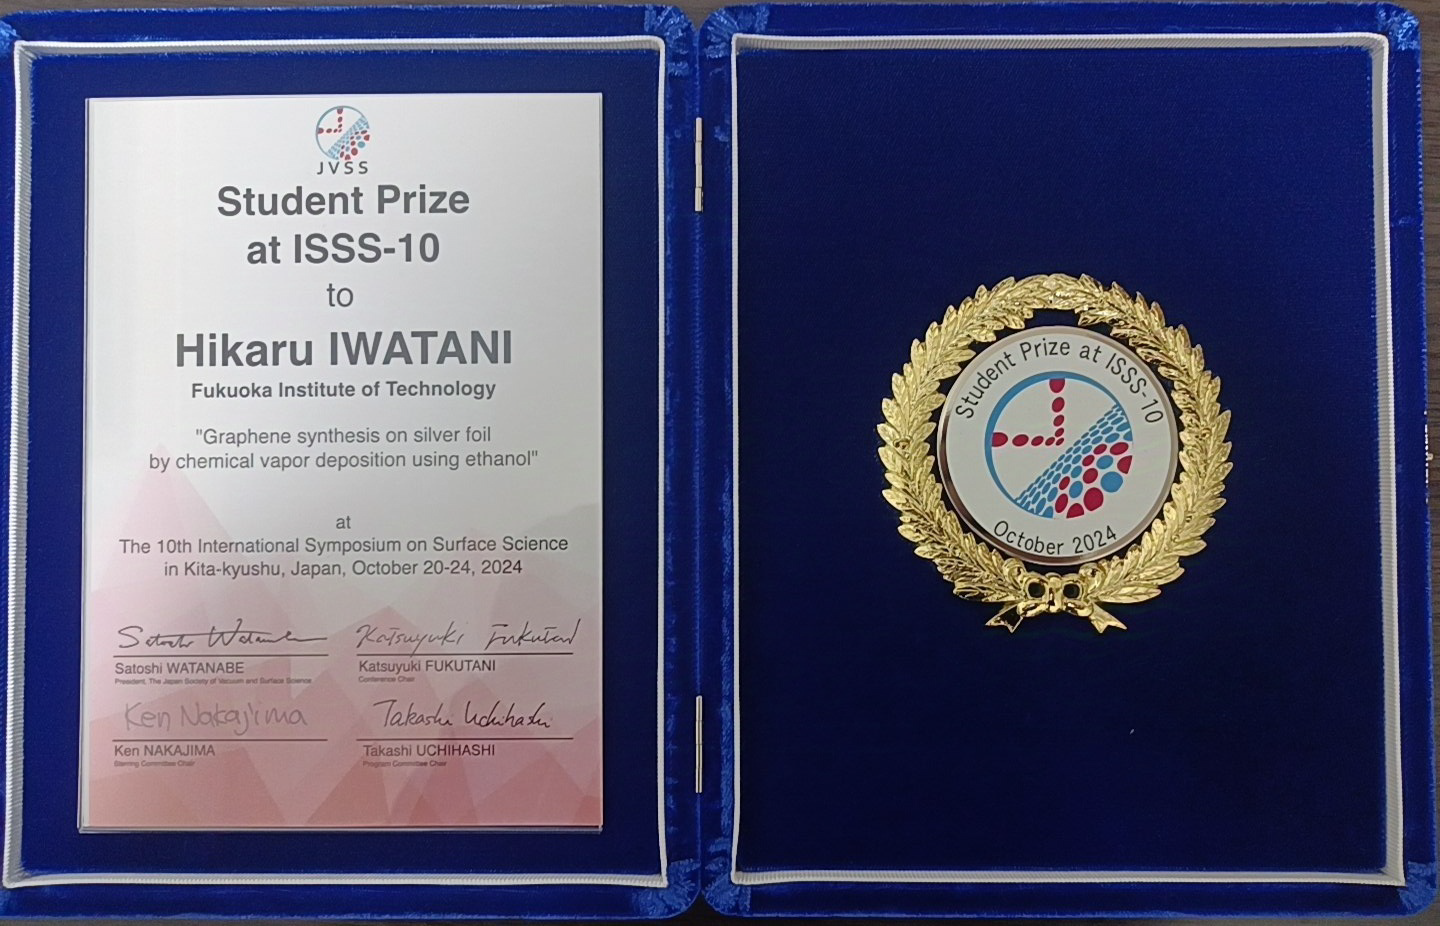 JVSS
Student Prize
at ISSS-10
to
Hikaru IWATANI
Fukuoka Institute of Technology
"Graphene synthesis on silver foil
by chemical vapor deposition using ethanol"
at
The 10th International Symposium on Surface Science
in Kita-kyushu, Japan, October 20-24, 2024
Satoshi Watanabe
Katsuyuki Fukutani
Satoshi WATANABE
Katsuyuki FUKUTANI
President, The Japan Society of Vacuum and Surface Science
Conference Chair
Ken Nakajima
Takashi Uchihashi
Ken NAKAJIMA
Takashi UCHIHASHI
Steering Committee Chair
Program Committee Chair
Student Prize at ISSS-10
October 2024